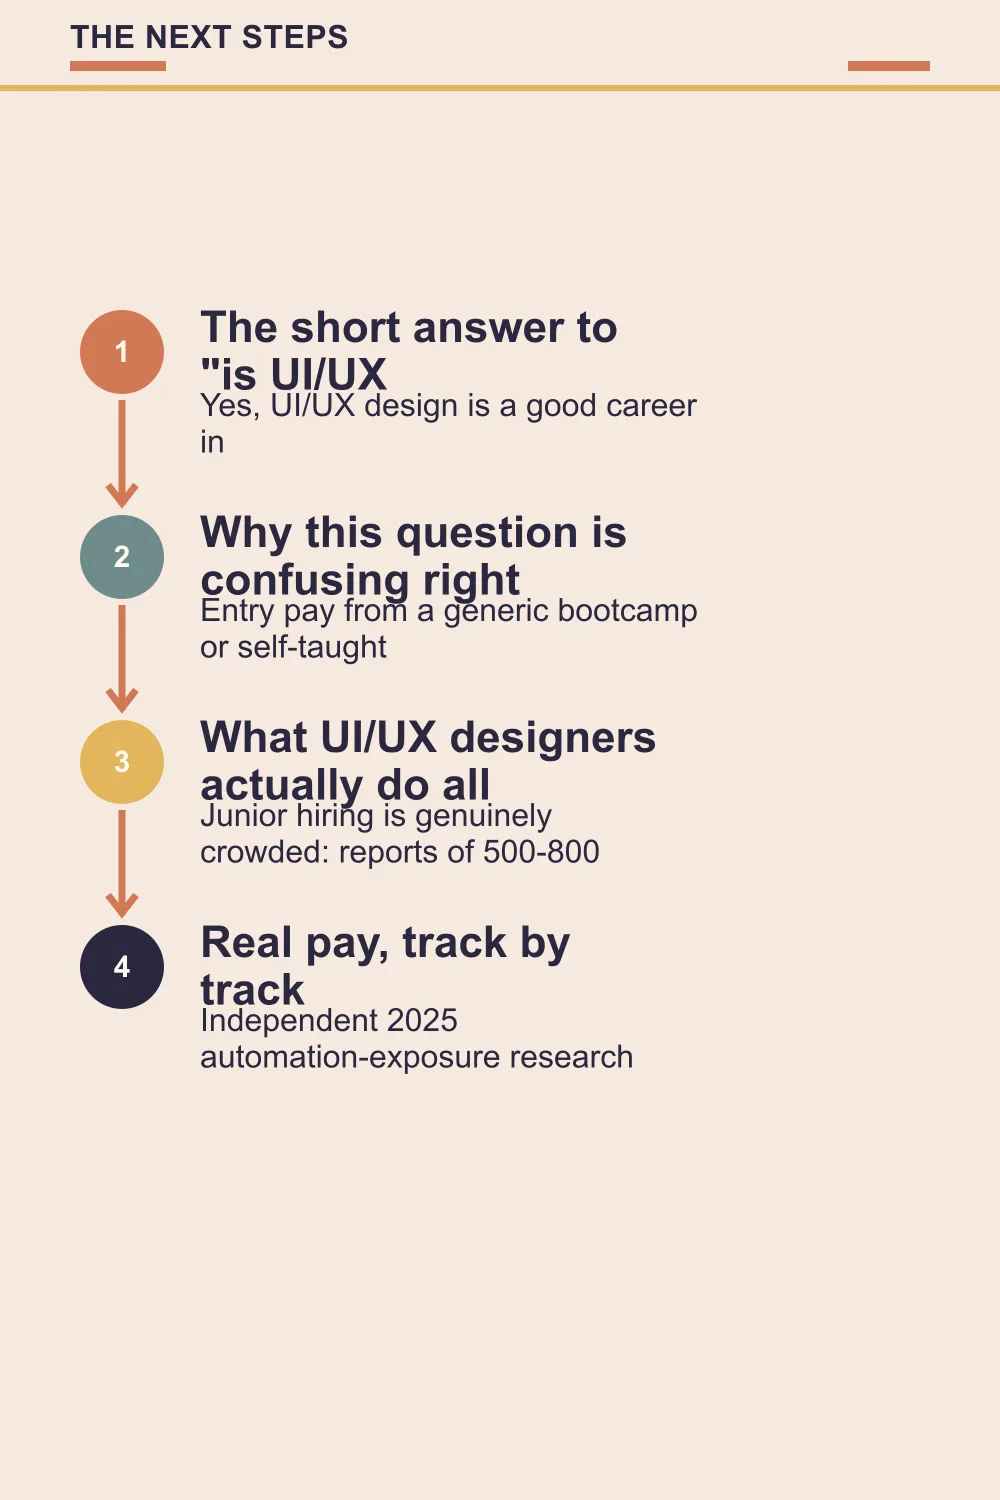 THE NEXT STEPS
1
The short answer to
"is UI/UX
Yes, UI/UX design is a good career
in
2
Why this question is
confusing right
Entry pay from a generic bootcamp
or self-taught
3
What UI/UX designers
actually do all
Junior hiring is genuinely
crowded: reports of 500-800
4
Real pay, track by
track
Independent 2025
automation-exposure research